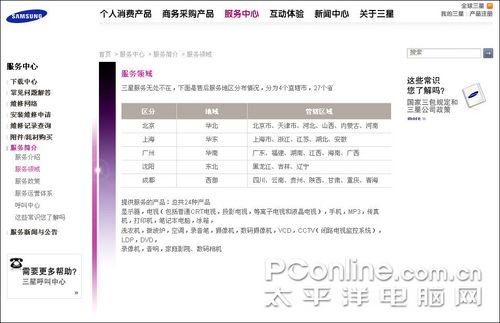 SAMSUNG
个人消费产品 商务采购产品 服务中心 互动体验 新闻中心 关于三星
全球三星
我的三星 产品注册
首页 > 服务中心 > 服务简介 > 服务领域
搜索
服务中心
下载中心
常见问题解答
维修网络
安装维修申请
维修记录查询
附件/耗材购买
服务简介
服务介绍
服务领域
服务政策
服务运营体系
呼叫中心
这些常识您了解吗
服务新闻与公告
需要更多帮助?
三星呼叫中心
服务领域
三星服务无处不在，下面是售后服务地区分布情况，分为4个直辖市，27个省
区分 地域 管辖区域
北京 华北 北京市、天津市、河北、山西、内蒙古、河南
上海 华东 上海市、浙江、江苏、湖北、安徽
广州 华南 广东、福建、湖南、江西、海南、广西
沈阳 东北 黑龙江、吉林、辽宁
成都 西部 四川、云南、贵州、陕西、甘肃、重庆、青海
提供服务的产品：总共24种产品
显示器，电视(包括普通CRT电视，投影电视，等离子电视和液晶电视)，手机，MP3，传真
机，打印机，笔记本电脑，冰箱，
洗衣机，微波炉，空调，录音笔，摄像机，数码摄像机，VCD，CCTV(闭路电视监控系统)，
LDP，DVD，
录像机，音响，家庭影院，数码相机
这些常识
您了解吗?
国家三包规定和
三星公司政策
more
PConline.com.cn
太平洋电脑网